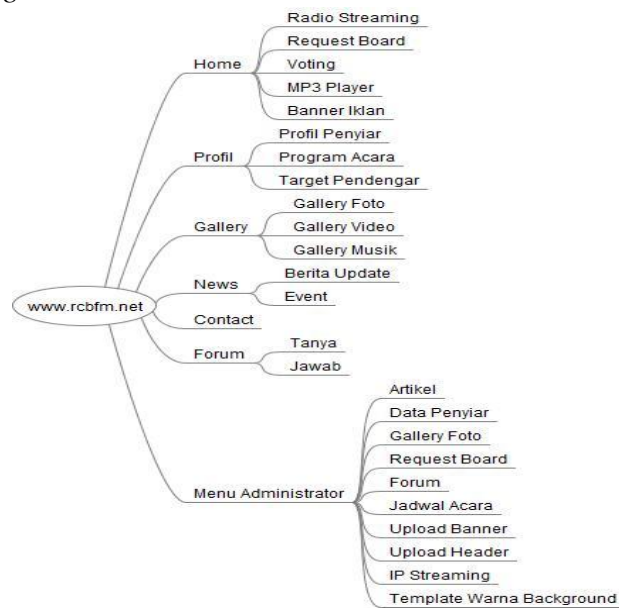 Radio Streaming
Request Board
Home
Voting
MP3 Player
Banner Iklan
Profil Penyiar
Profil
Program Acara
Target Pendengar
Gallery Foto
Gallery
Gallery Video
Gallery Musik
Berita Update
News
Event
www.rcbfm.net
Contact
Tanya
Forum
Jawab
Artikel
Data Penyiar
Gallery Foto
Request Board
Forum
Menu Administrator
Jadwal Acara
Upload Banner
Upload Header
IP Streaming
Template Warna Background